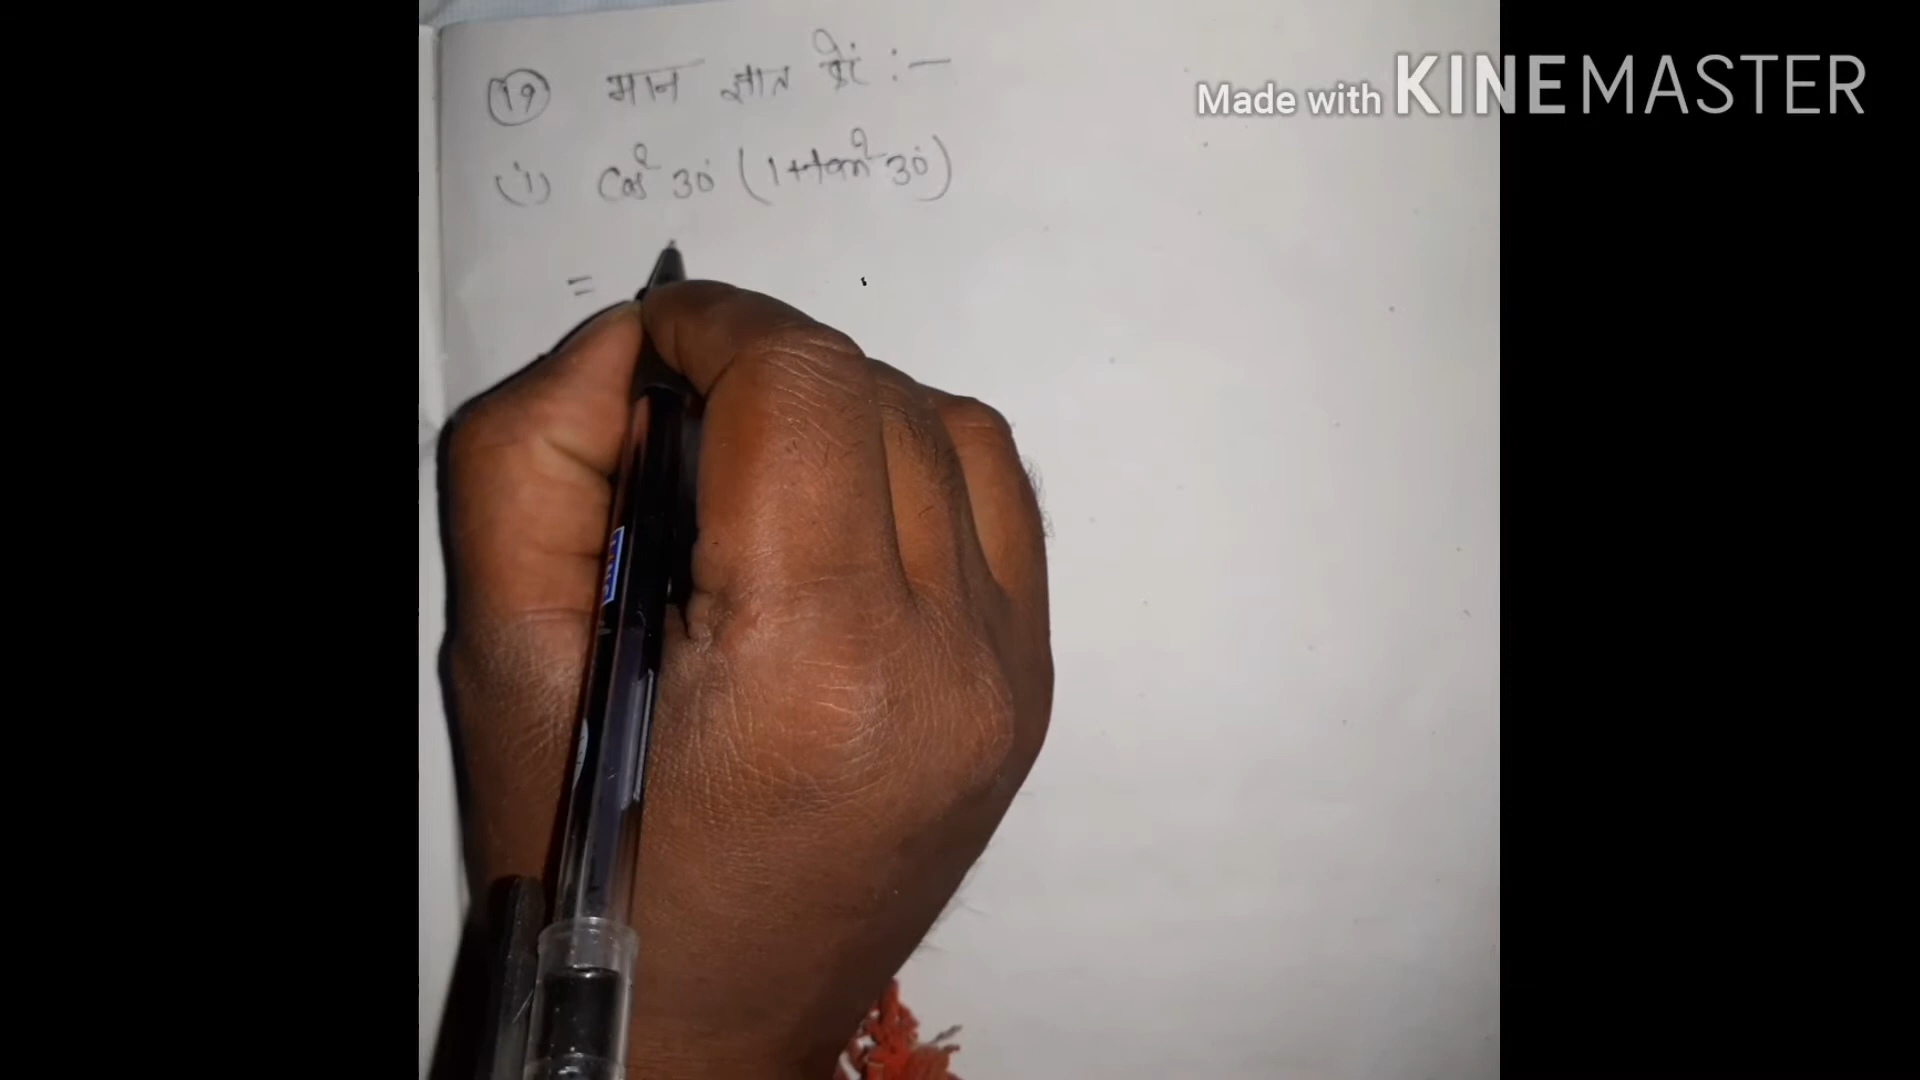 Made with KINEMASTER
(19) मान ज्ञात करें :—
(i) Cos² 30° (1+tan² 30°)
=